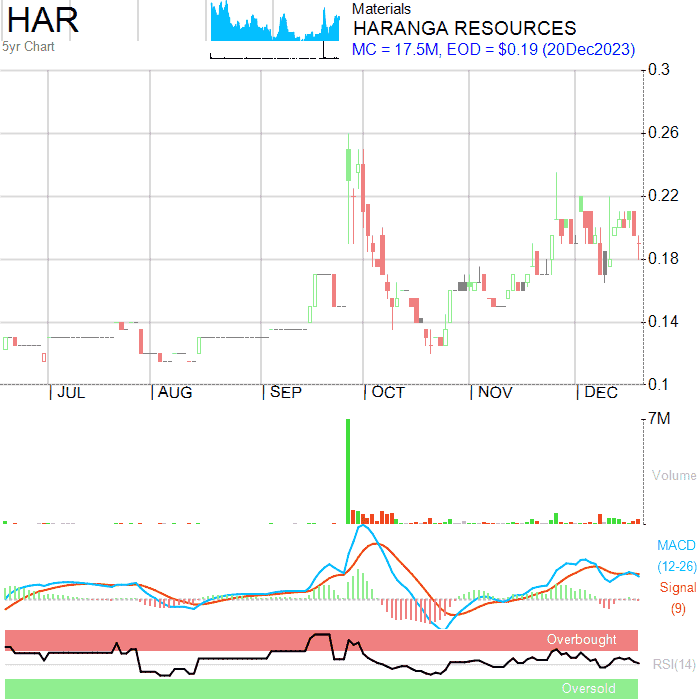 HAR
5yr Chart
Materials
HARANGA RESOURCES
MC = 17.5M, EOD = $0.19 (20Dec2023)
0.3
0.26
0.22
0.18
0.14
0.1
JUL AUG SEP OCT NOV DEC
7M
Volume
MACD
(12-26)
Signal
(9)
Overbought
RSI(14)
Oversold